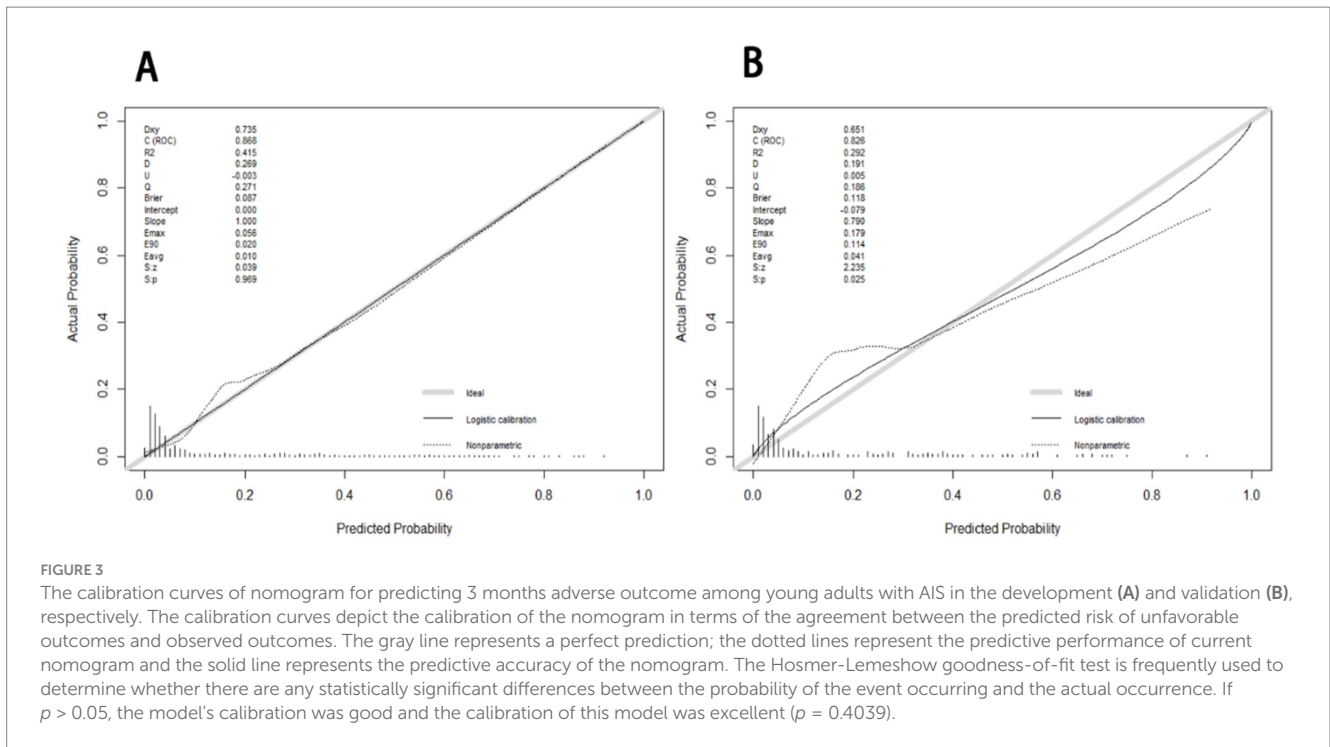 A
Dxy 0.735
C (ROC) 0.868
R2 0.415
D 0.269
U -0.003
Q 0.271
Brier 0.087
Intercept 0.000
Slope 1.000
Emax 0.056
E90 0.020
Eavg 0.010
S:z 0.039
S:p 0.969
Actual Probability
1.0
0.8
0.6
0.4
0.2
0.0
Ideal
Logistic calibration
Nonparametric
0.0 0.2 0.4 0.6 0.8 1.0
Predicted Probability
B
Dxy 0.651
C (ROC) 0.826
R2 0.292
D 0.191
U 0.005
Q 0.186
Brier 0.118
Intercept -0.079
Slope 0.790
Emax 0.179
E90 0.114
Eavg 0.041
S:z 2.235
S:p 0.025
Actual Probability
1.0
0.8
0.6
0.4
0.2
0.0
Ideal
Logistic calibration
Nonparametric
0.0 0.2 0.4 0.6 0.8 1.0
Predicted Probability
FIGURE 3
The calibration curves of nomogram for predicting 3 months adverse outcome among young adults with AIS in the development (A) and validation (B),
respectively. The calibration curves depict the calibration of the nomogram in terms of the agreement between the predicted risk of unfavorable
outcomes and observed outcomes. The gray line represents a perfect prediction; the dotted lines represent the predictive performance of current
nomogram and the solid line represents the predictive accuracy of the nomogram. The Hosmer-Lemeshow goodness-of-fit test is frequently used to
determine whether there are any statistically significant differences between the probability of the event occurring and the actual occurrence. If
p > 0.05, the model's calibration was good and the calibration of this model was excellent (p = 0.4039).